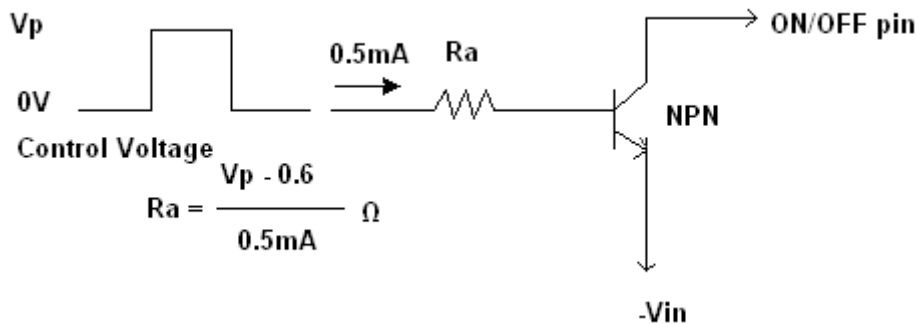 Vp
ON/OFF pin
0.5mA
Ra
0V
NPN
Control Voltage
Vp - 0.6
Ra =
Ω
0.5mA
-Vin